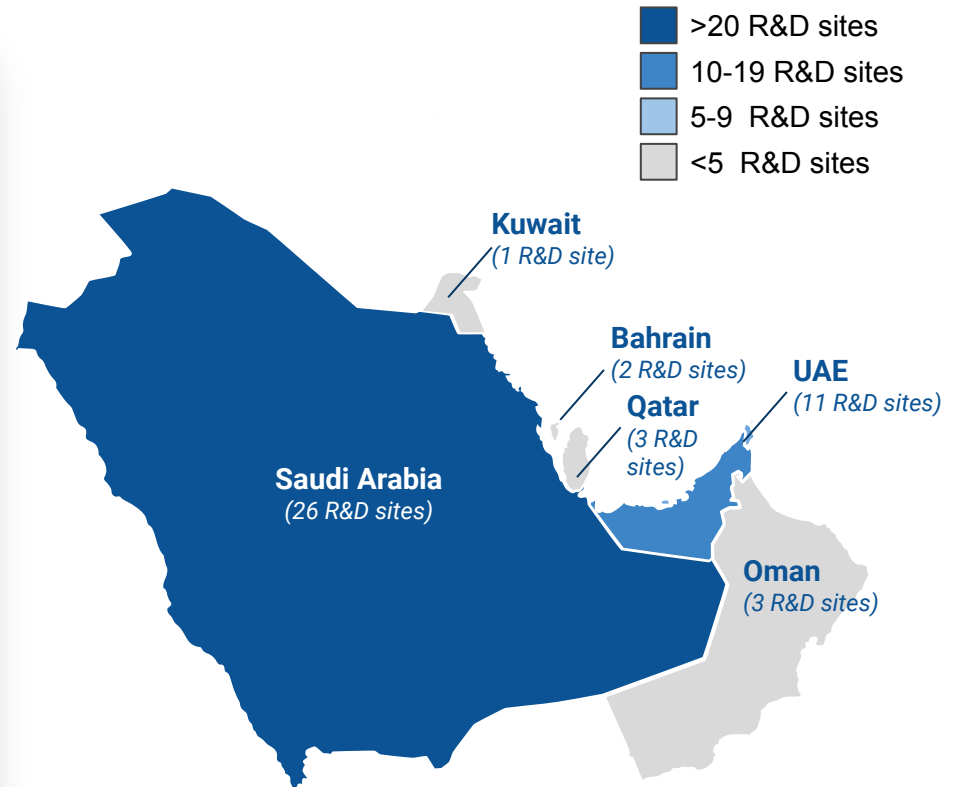 >20 R&D sites
10-19 R&D sites
5-9 R&D sites
<5 R&D sites
Kuwait
(1 R&D site)
Bahrain
(2 R&D sites)
UAE
(11 R&D sites)
Qatar
(3 R&D
sites)
Saudi Arabia
(26 R&D sites)
Oman
(3 R&D sites)